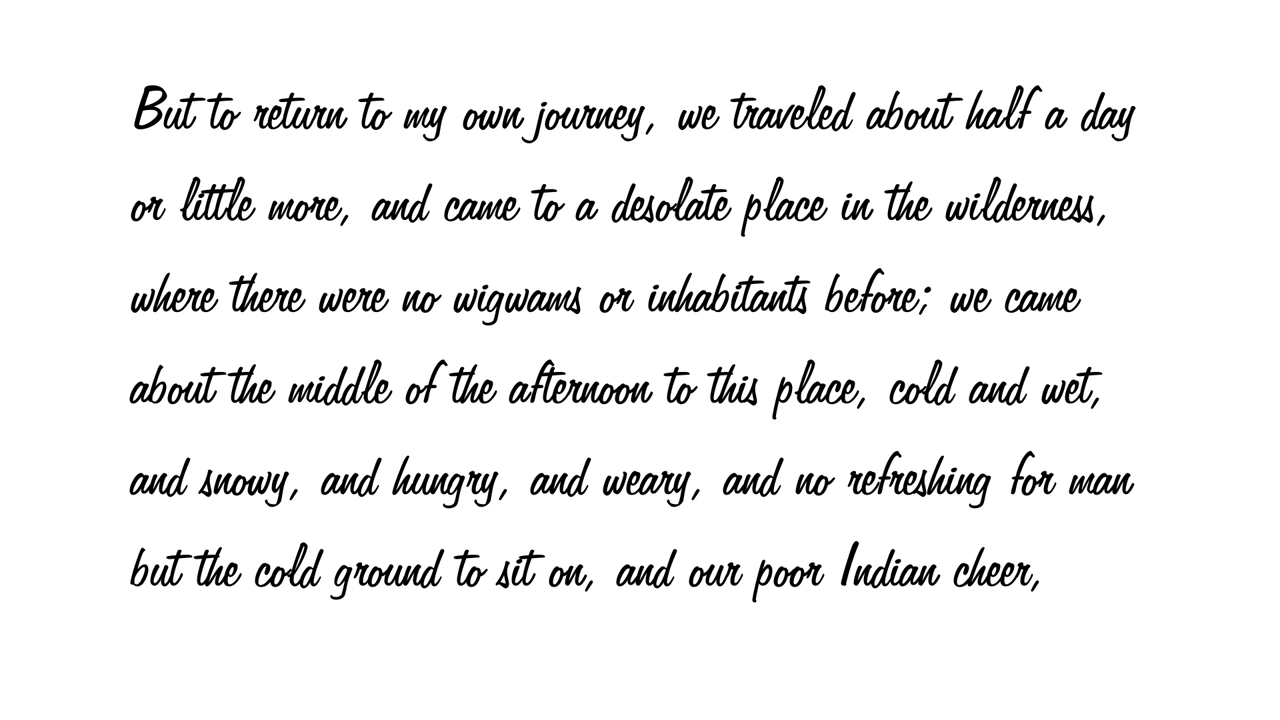 But to return to my own journey, we traveled about half a day
or little more, and came to a desolate place in the wilderness,
where there were no wigwams or inhabitants before; we came
about the middle of the afternoon to this place, cold and wet,
and snowy, and hungry, and weary, and no refreshing for man
but the cold ground to sit on, and our poor Indian cheer,